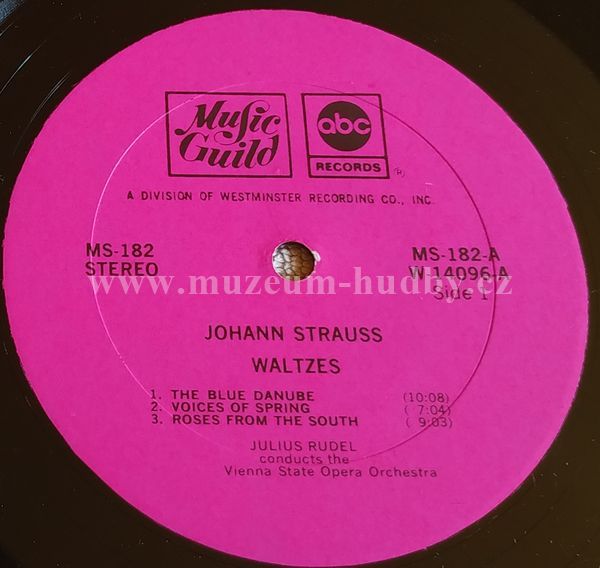 Music Guild
abc
RECORDS
®
A DIVISION OF WESTMINSTER RECORDING CO., INC.
MS-182
STEREO
MS-182-A
W-14096-A
Side 1
www.muzeum-hudby.cz
JOHANN STRAUSS
WALTZES
1. THE BLUE DANUBE (10:08)
2. VOICES OF SPRING ( 7:04)
3. ROSES FROM THE SOUTH ( 9:03)
JULIUS RUDEL
conducts the
Vienna State Opera Orchestra